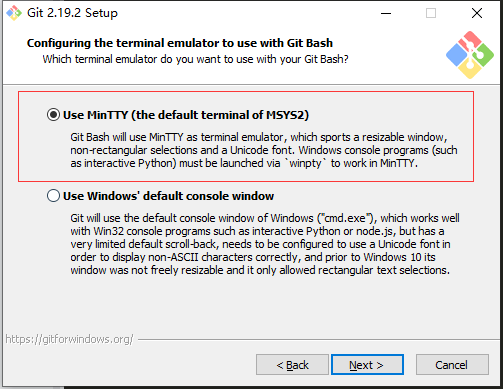 Git 2.19.2 Setup
Configuring the terminal emulator to use with Git Bash
Which terminal emulator do you want to use with your Git Bash?
Use MinTTY (the default terminal of MSYS2)
Git Bash will use MinTTY as terminal emulator, which sports a resizable window,
non-rectangular selections and a Unicode font. Windows console programs (such
as interactive Python) must be launched via `winpty` to work in MinTTY.
Use Windows' default console window
Git will use the default console window of Windows ("cmd.exe"), which works well
with Win32 console programs such as interactive Python or node.js, but has a
very limited default scroll-back, needs to be configured to use a Unicode font in
order to display non-ASCII characters correctly, and prior to Windows 10 its
window was not freely resizable and it only allowed rectangular text selections.
https://gitforwindows.org/
< Back
Next >
Cancel